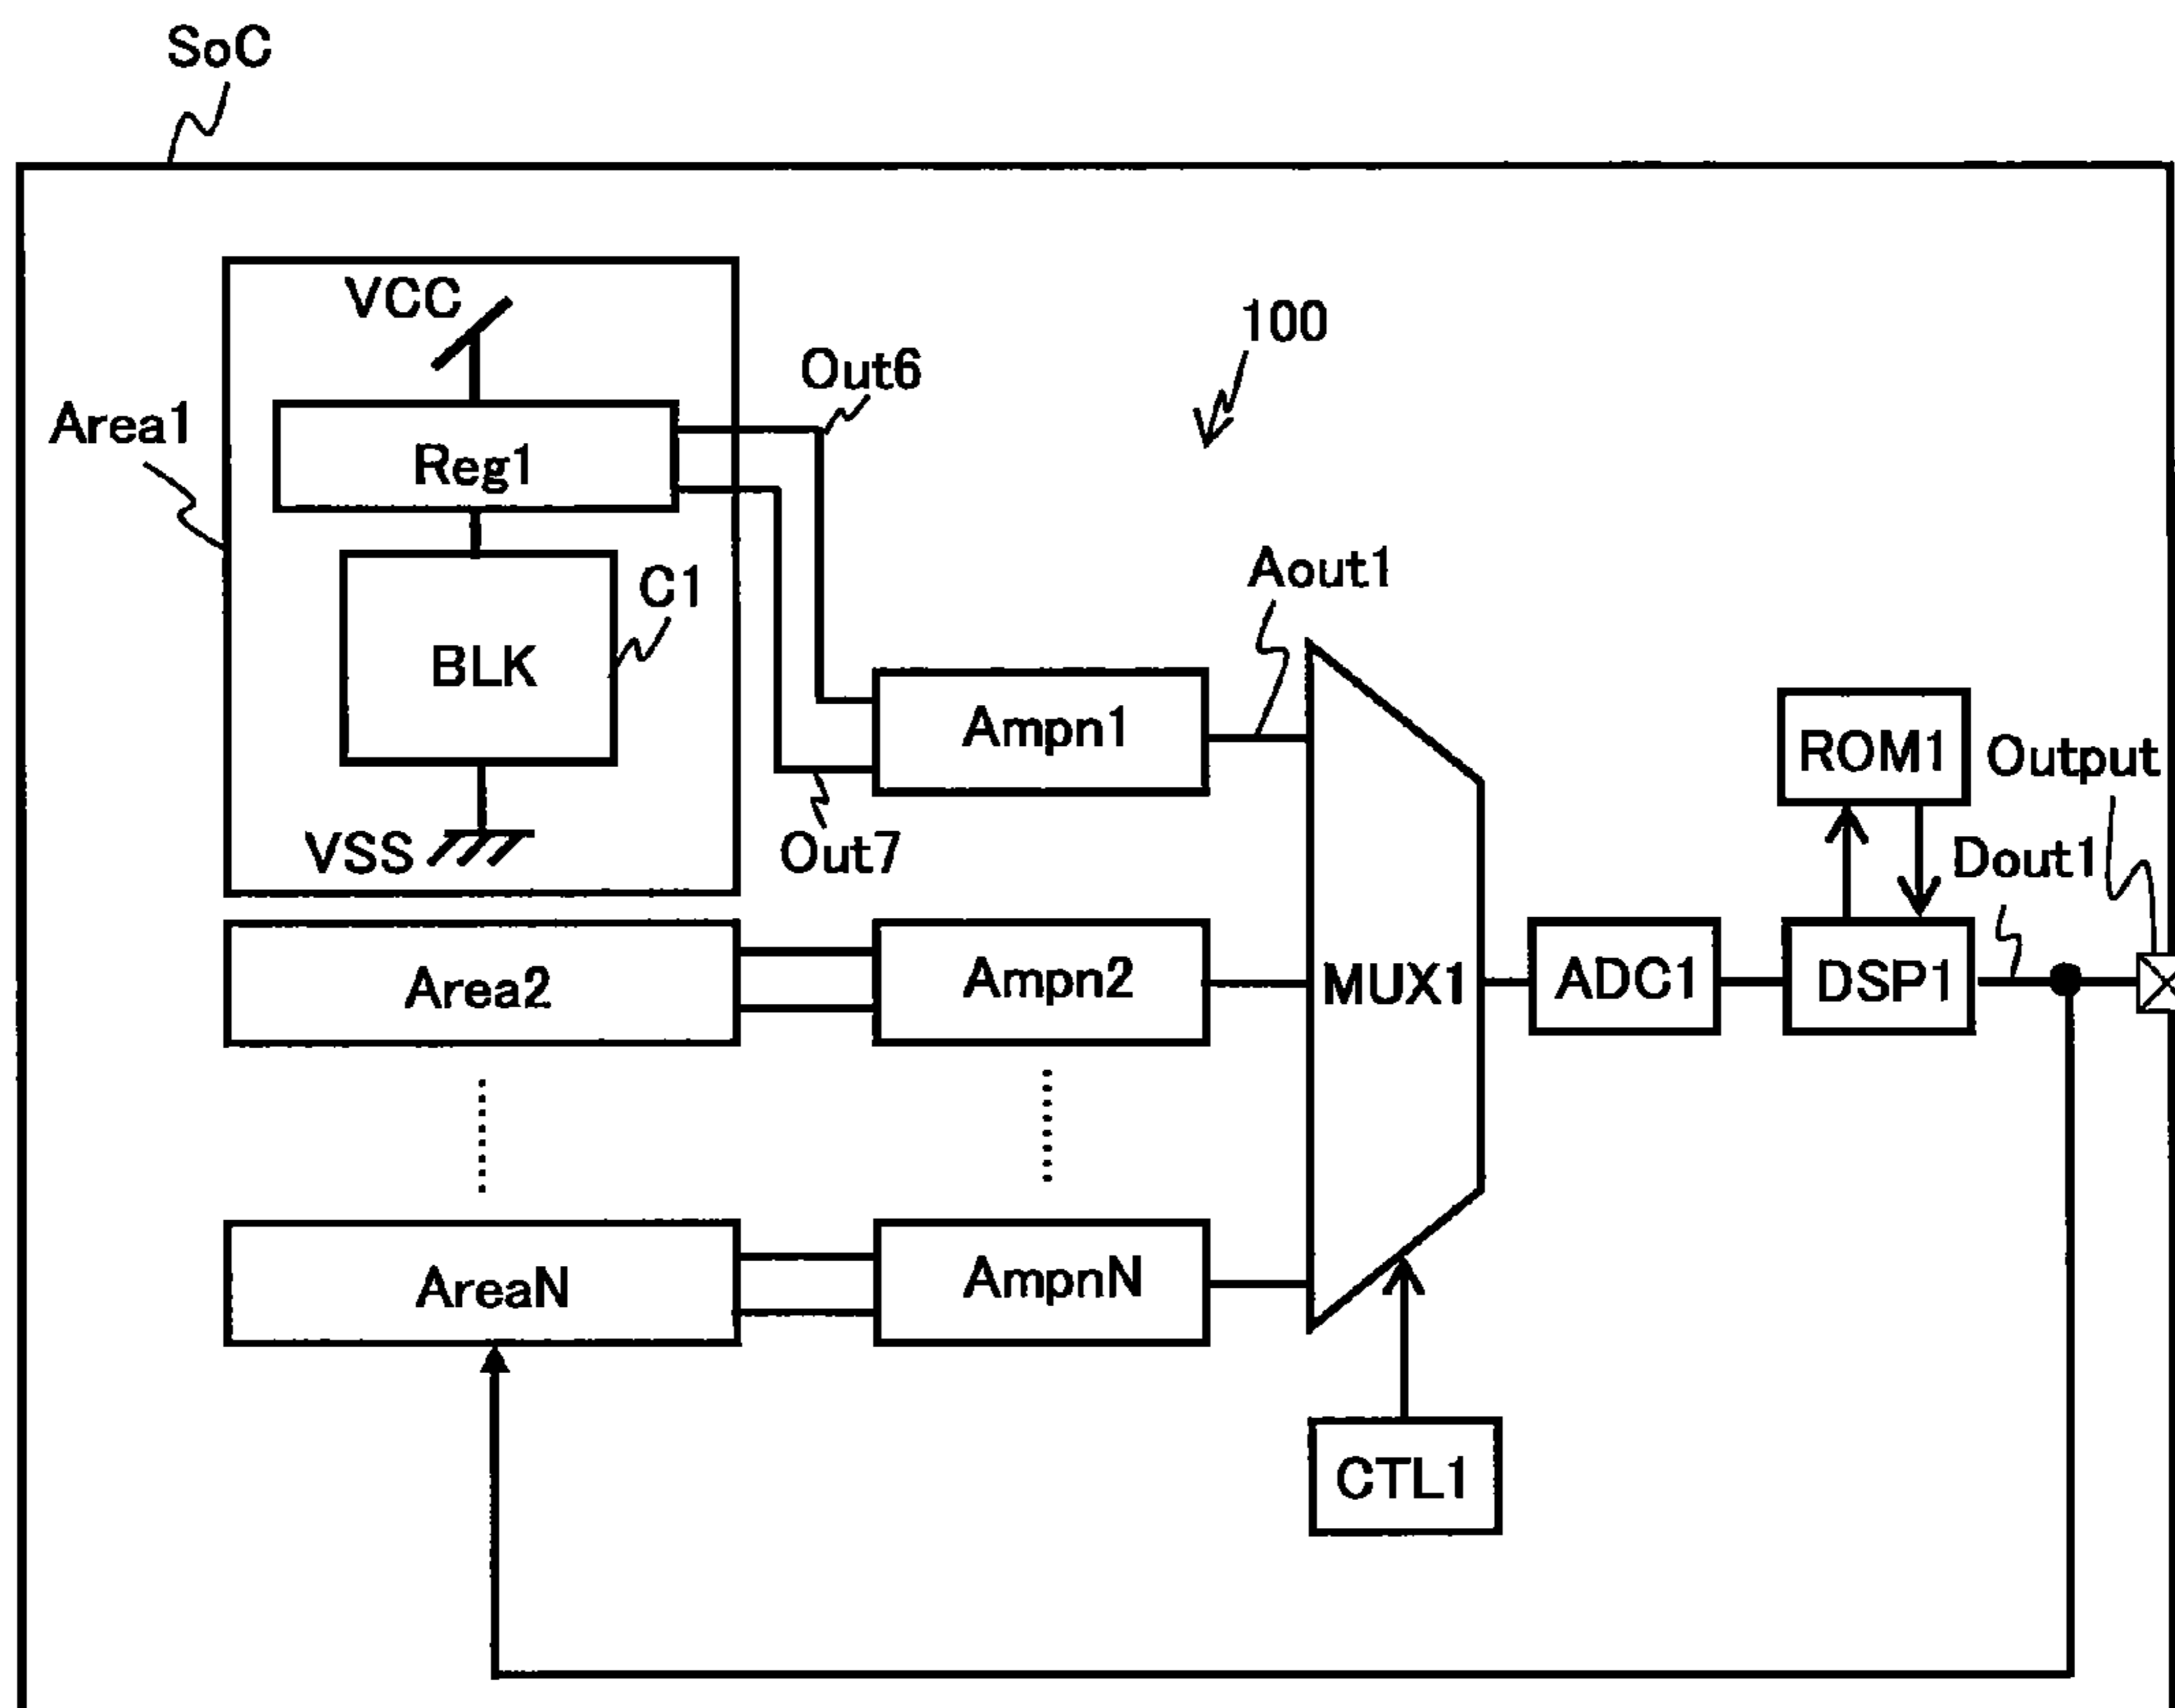 SoC
VCC
100
Out6
Area1
Reg1
Aout1
C1
BLK
Ampn1
ROM1
Output
VSS
Out7
Dout1
Area2
Ampn2
MUX1
ADC1
DSP1
AreaN
AmpnN
CTL1